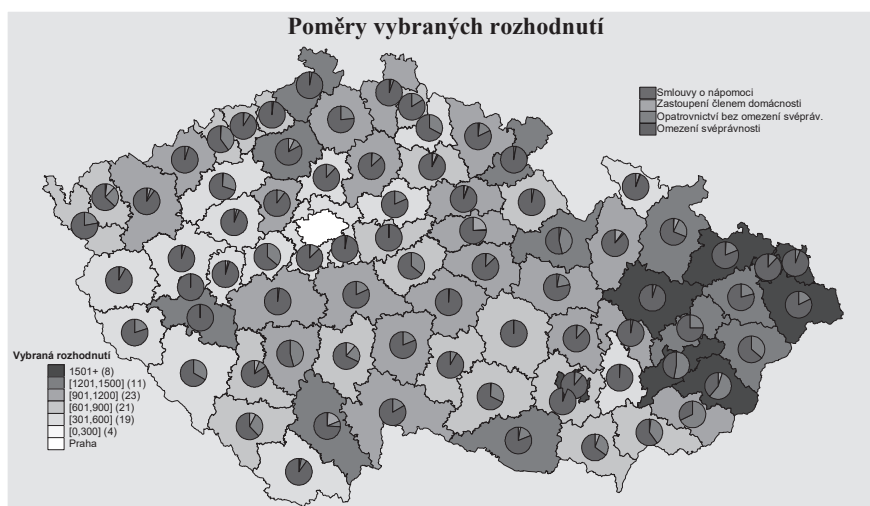 Poměry vybraných rozhodnutí
Smlouvy o nápomoci
Zastoupení členem domácnosti
Opatrovnictví bez omezení svépráv.
Omezení svéprávnosti
Vybraná rozhodnutí
1501+ (8)
[1201,1500] (11)
[901,1200] (23)
[601,900] (21)
[301,600] (19)
[0,300] (4)
Praha